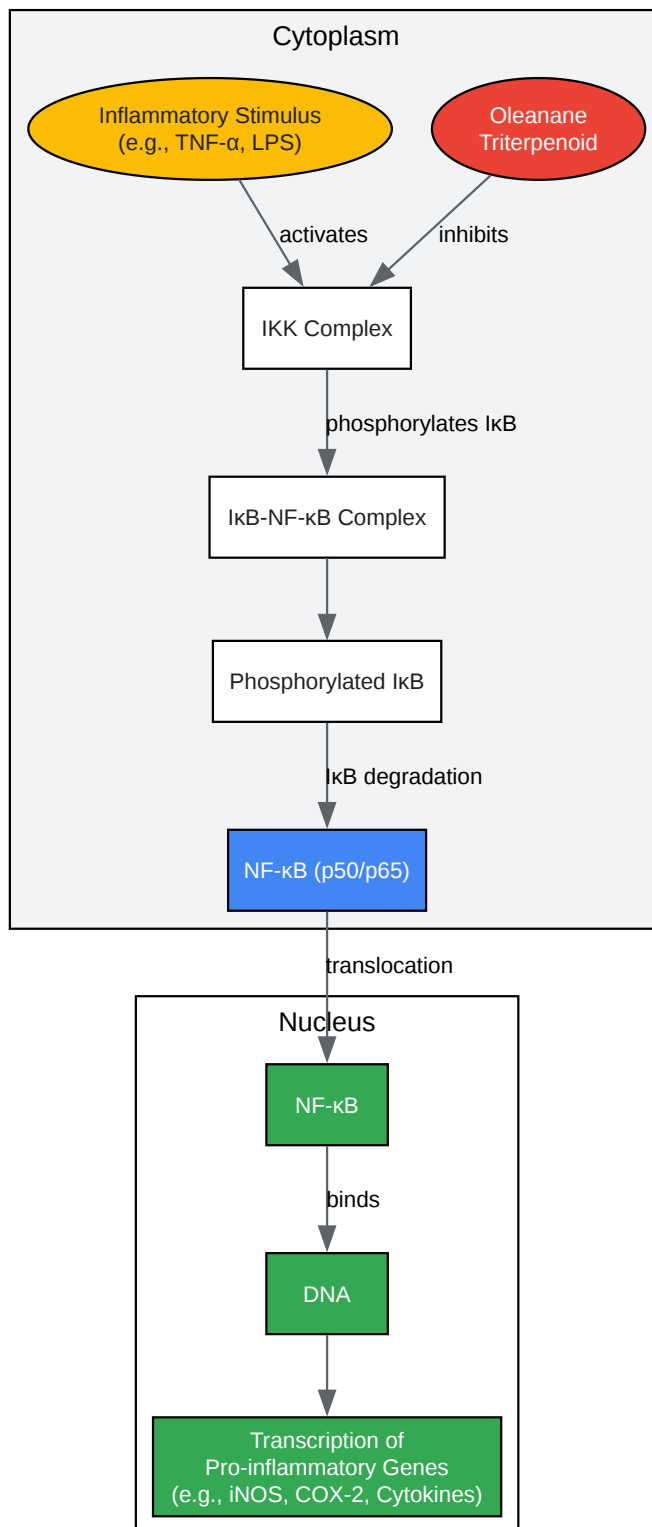 Cytoplasm
Inflammatory Stimulus
(e.g., TNF-α, LPS)
Oleanane
Triterpenoid
activates
inhibits
IKK Complex
phosphorylates IκB
IκB-NF-κB Complex
Phosphorylated IκB
IκB degradation
NF-κB (p50/p65)
translocation
Nucleus
NF-κB
binds
DNA
Transcription of
Pro-inflammatory Genes
(e.g., iNOS, COX-2, Cytokines)